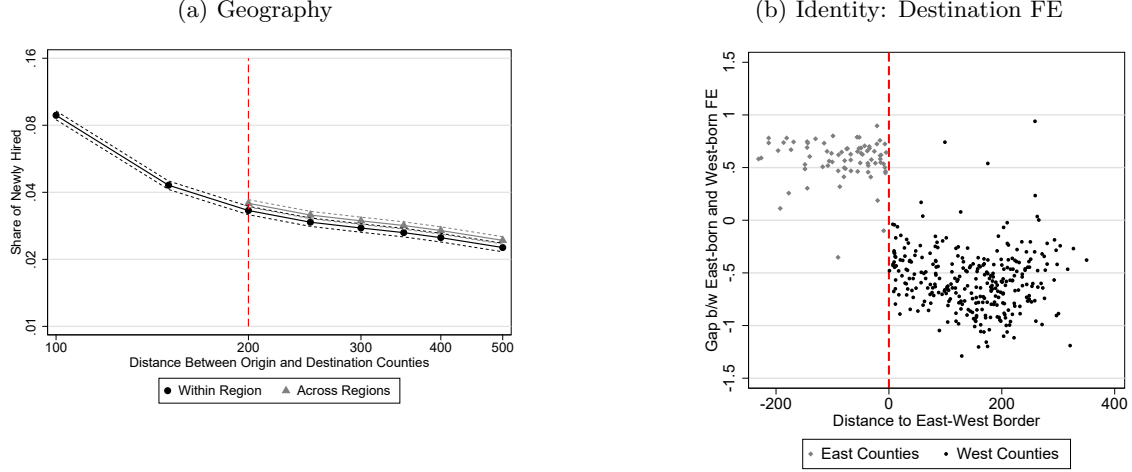 (a) Geography
Share of Newly Hired
.16
.08
.04
.02
.01
100
200
300
400
500
Distance Between Origin and Destination Counties
Within Region
Across Regions
(b) Identity: Destination FE
Gap b/w East-born and West-born FE
1.5
1
.5
0
-.5
-1
-1.5
-200
0
200
400
Distance to East-West Border
East Counties
West Counties